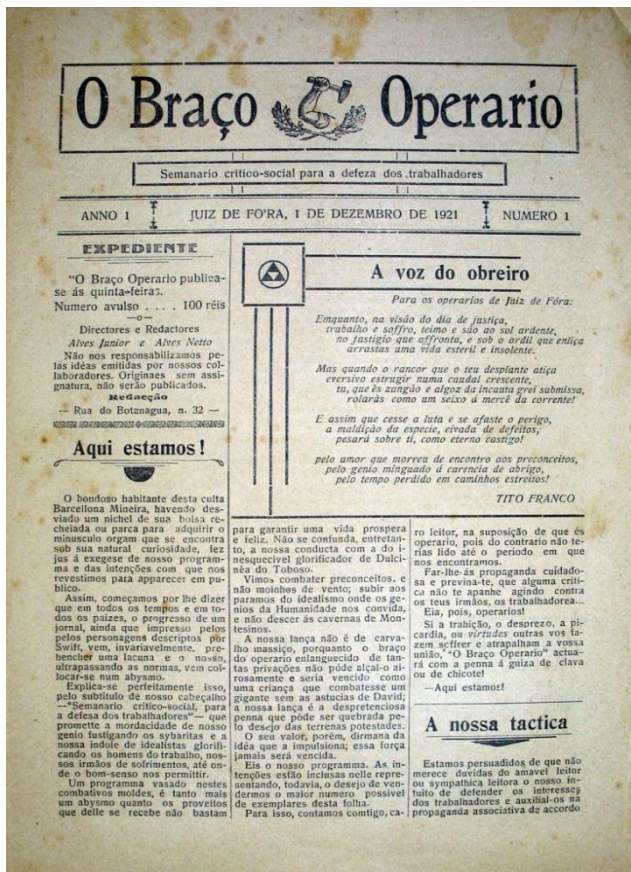 O Braço Operario
Semanario critico-social para a defeza dos trabalhadores
ANNO 1
JUIZ DE FO'RA, 1 DE DEZEMBRO DE 1921
NUMERO 1
EXPEDIENTE
"O Braço Operario publica-
se ás quinta-feiras.
Numero avulso . . . . 100 réis
—o—
Directores e Redactores
Alves Junior e Alves Netto
Não nos responsabilizamos pe-
las idéas emitidas por nossos col-
laboradores. Originaes sem assi-
gnatura, não serão publicados.
Redacção
— Rua do Botanagua, n. 32 —
Aqui estamos!
O bondoso habitante desta culta
Barcellona Mineira, havendo des-
viado um nichel de sua bolsa re-
cheiada ou parca para adquirir o
minusculo orgam que se encontra
sob sua natural curiosidade, fez
jus á exegese de nosso program-
ma e das intenções com que nos
revestimos para apparecer em pu-
blico.
Assim, começamos por lhe dizer
que em todos os tempos e em to-
dos os paizes, o progresso de um
jornal, ainda que impresso pelos
pelos personagens descriptos por
Swift, vem, invariavelmente, pre-
hencher uma lacuna e o nosso,
ultrapassando as normas, vem col-
locar-se num abysmo.
Explica-se perfeitamente isso,
pelo subtitulo de nosso cabeçalho
—"Semanario critico-social, para
a defesa dos trabalhadores"— que
promette a mordacidade de nosso
genio fustigando os sybaritas e a
nossa indole de idealistas glorifi-
cando os homens do trabalho, nos-
sos irmãos de sofrimentos, até on-
de o bom-senso nos permittir.
Um programma vasado nestes
combativos moldes, é tanto mais
um abysmo quanto os proveitos
que delle se recebe não bastam
A voz do obreiro
Para os operarios de Juiz de Fóra:
Emquanto, na visão do dia de justiça,
trabalho e soffro, teimo e suo ao sol ardente,
no fastigio que affronta, e sob o ardil que enliça
arrastas uma vida esteril e insolente.
Mas quando o rancor que o teu desplante atiça
eversivo estrugir numa caudal crescente,
tu, que és zangão e algoz da incauta grei submissa,
rolarás como um seixo á mercê da corrente!
E assim que cesse a luta e se afaste o perigo,
a maldição da especie, eivada de defeitos,
pesará sobre ti, como eterno castigo!
pelo amor que morreu de encontro aos preconceitos,
pelo genio minguado á carencia de abrigo,
pelo tempo perdido em caminhos estreitos!
TITO FRANCO
para garantir uma vida prospera
e feliz. Não se confunda, entretan-
to, a nossa conducta com a do i-
nesquecivel glorificador de Dulci-
nêa do Toboso.
Vimos combater preconceitos, e
não moinhos de vento; subir aos
paramos do idealismo onde os ge-
nios da Humanidade nos convida,
e não descer ás cavernas de Mon-
tesinos.
A nossa lança não é de carva-
lho massiço, porquanto o braço
do operario enlanguecido de tan-
tas privações não póde alçal-o ai-
rosamente e seria vencido como
uma criança que combatesse um
gigante sem as astucias de David;
a nossa lança é a despretenciosa
penna que póde ser quebrada pe-
lo desejo das terrenas potestades.
O seu valor, porém, dirmana da
idéa que a impulsiona; essa força
jamais será vencida.
Eis o nosso programma. As in-
tenções estão inclusas nelle repre-
sentando, todavia, o desejo de ven-
dermos o maior numero possivel
de exemplares desta folha.
Para isso, contamos comtigo, ca-
ro leitor, na suposição de que és
operario, pois do contrario não te-
rias lido até o periodo em que
nos encontramos.
Far-lhe-ás propaganda cuidado-
sa e previna-te, que alguma criti-
ca não te apanhe agindo contra
os teus irmãos, os trabalhadorea...
Eia, pois, operarios!
Si a trahição, o desprezo, a pi-
cardia, ou virtudes outras vos fa-
zem scffrer e atrapalham a vossa
união, "O Braço Operario" actua-
rá com a penna á guiza de clava
ou de chicote!
—Aqui estamos!
A nossa tactica
Estamos persuadidos de que não
merece duvidas do amavel leitor
ou sympathica leitora o nosso in-
tuito de defender os interesses
dos trabalhadores e auxilial-os na
propaganda associativa de accordo